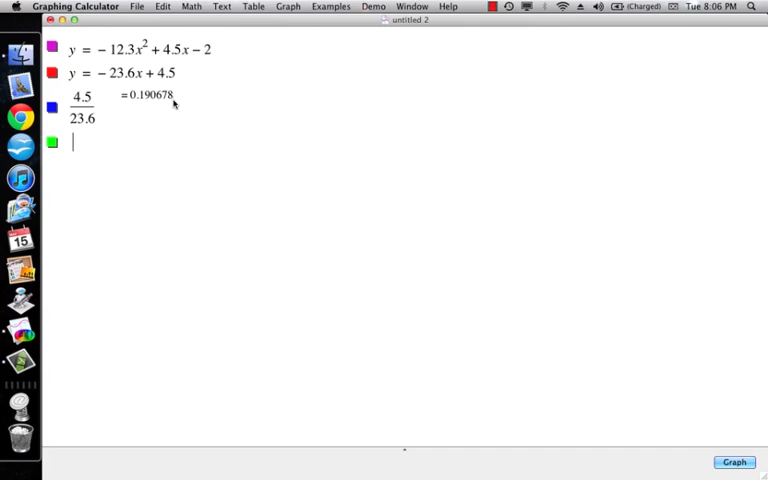 Graphing Calculator File Edit Math Text Table Graph Examples Demo Window Help (Charged) Tue 8:06 PM
untitled 2
y = − 12.3x² + 4.5x − 2
y = − 23.6x + 4.5
4.5
= 0.190678
23.6
15
Graph